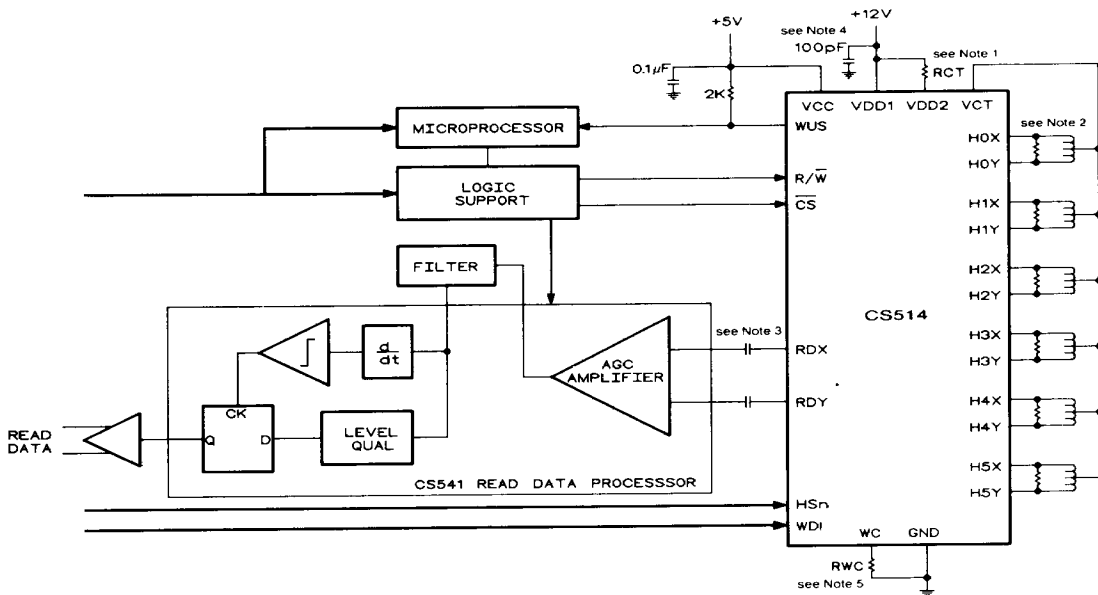 +5V
see Note 4
+12V
100pF
see Note 1
0.1µF
RCT
2K
VCC VDD1 VDD2 VCT
MICROPROCESSOR
WUS
see Note 2
H0X
H0Y
LOGIC
SUPPORT
R/W̅
C̅S̅
H1X
H1Y
FILTER
H2X
H2Y
CS514
see Note 3
d
dt
AGC
AMPLIFIER
RDX
RDY
H3X
H3Y
CK
Q D
LEVEL
QUAL
READ
DATA
H4X
H4Y
CS541 READ DATA PROCESSSOR
H5X
H5Y
HSn
WDI
WC GND
RWC
see Note 5